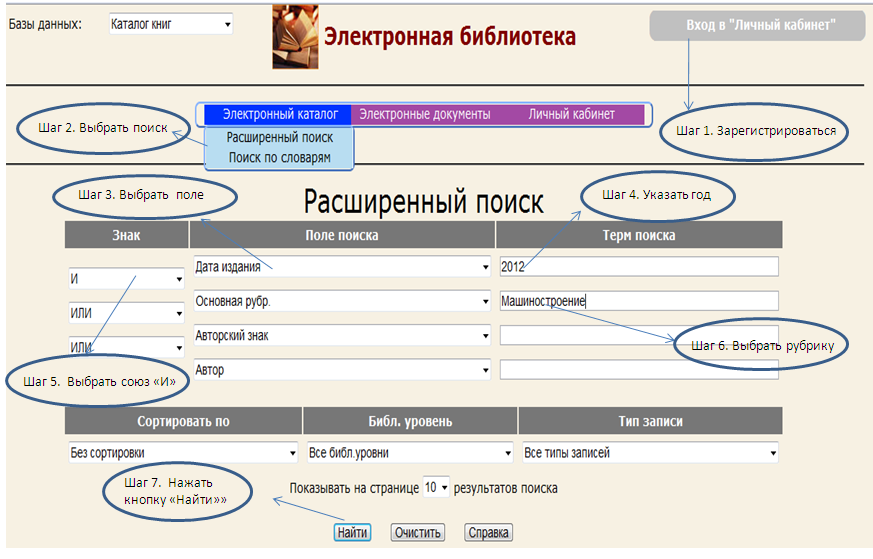 Базы данных: Каталог книг
Электронная библиотека
Вход в "Личный кабинет"
Электронный каталог Электронные документы Личный кабинет
Шаг 2. Выбрать поиск
Расширенный поиск
Поиск по словарям
Шаг 1. Зарегистрироваться
Шаг 3. Выбрать поле
Расширенный поиск
Шаг 4. Указать год
Знак Поле поиска Терм поиска
И Дата издания 2012
ИЛИ Основная рубр. Машиностроение
ИЛИ Авторский знак
Шаг 6. Выбрать рубрику
Автор
Шаг 5. Выбрать союз «И»
Сортировать по Библ. уровень Тип записи
Без сортировки Все библ.уровни Все типы записей
Шаг 7. Нажать
кнопку «Найти»»
Показывать на странице 10 результатов поиска
Найти Очистить Справка